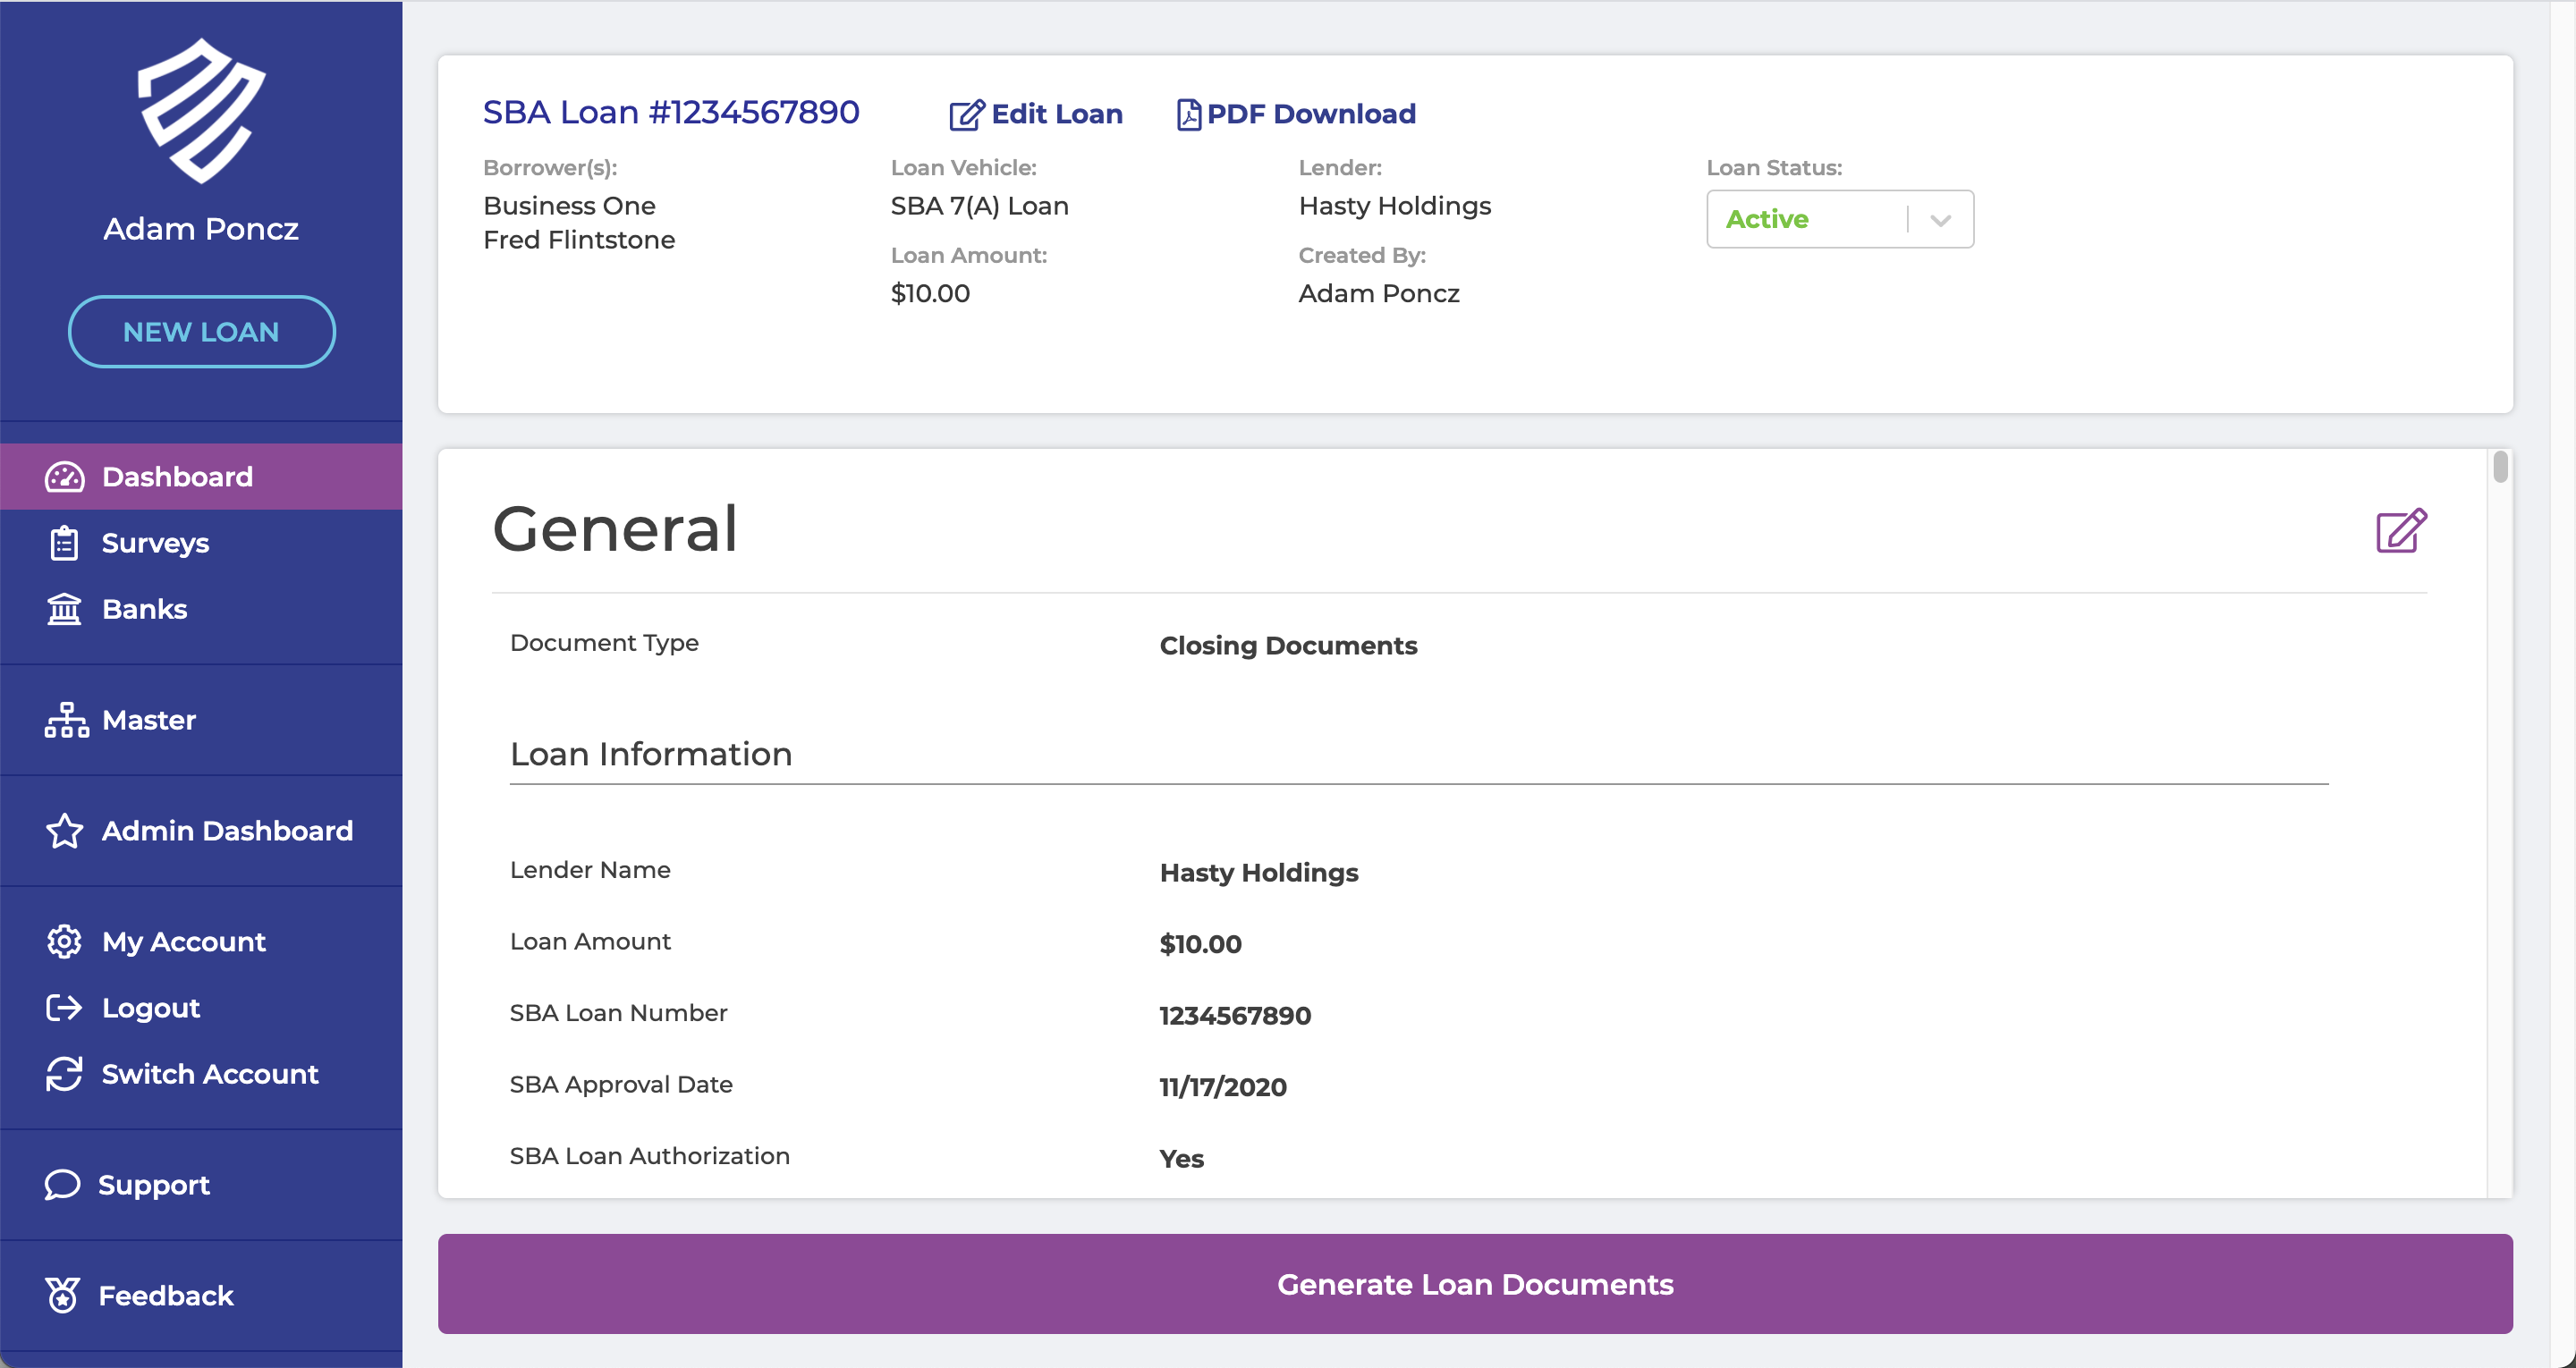 Adam Poncz
NEW LOAN
Dashboard
Surveys
Banks
Master
Admin Dashboard
My Account
Logout
Switch Account
Support
Feedback
SBA Loan #1234567890
Edit Loan
PDF Download
Borrower(s):
Business One
Fred Flintstone
Loan Vehicle:
SBA 7(A) Loan
Loan Amount:
$10.00
Lender:
Hasty Holdings
Created By:
Adam Poncz
Loan Status:
Active
General
Document Type
Closing Documents
Loan Information
Lender Name
Hasty Holdings
Loan Amount
$10.00
SBA Loan Number
1234567890
SBA Approval Date
11/17/2020
SBA Loan Authorization
Yes
Generate Loan Documents